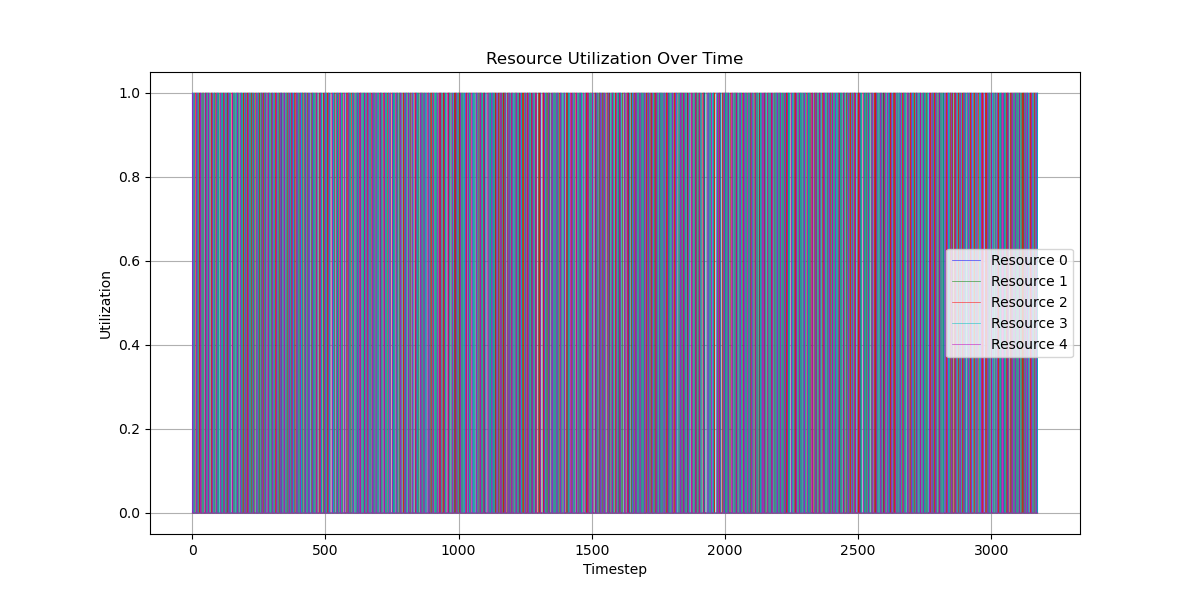 Resource Utilization Over Time
1.0
0.8
0.6
0.4
0.2
0.0
Utilization
0 500 1000 1500 2000 2500 3000
Timestep
Resource 0
Resource 1
Resource 2
Resource 3
Resource 4